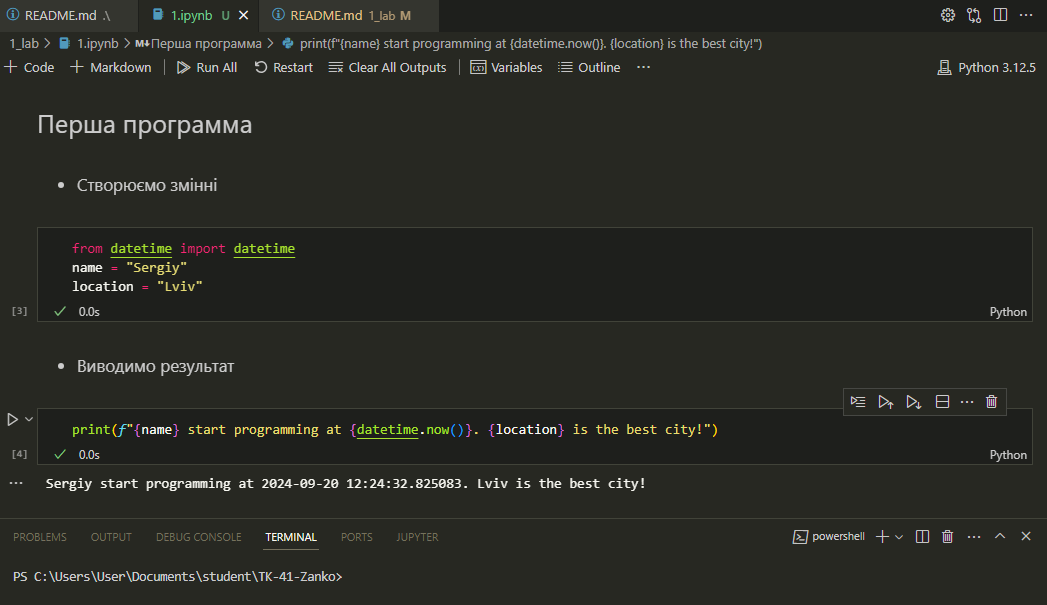 README.md .\ 1.ipynb U README.md 1_lab M
1_lab > 1.ipynb > M↓Перша программа > print(f"{name} start programming at {datetime.now()}. {location} is the best city!")
+ Code + Markdown Run All Restart Clear All Outputs Variables Outline ... Python 3.12.5
Перша программа
• Створюємо змінні
from datetime import datetime
name = "Sergiy"
location = "Lviv"
[3] ✓ 0.0s Python
• Виводимо результат
print(f"{name} start programming at {datetime.now()}. {location} is the best city!")
[4] ✓ 0.0s Python
... Sergiy start programming at 2024-09-20 12:24:32.825083. Lviv is the best city!
PROBLEMS OUTPUT DEBUG CONSOLE TERMINAL PORTS JUPYTER powershell
PS C:\Users\User\Documents\student\TK-41-Zanko>